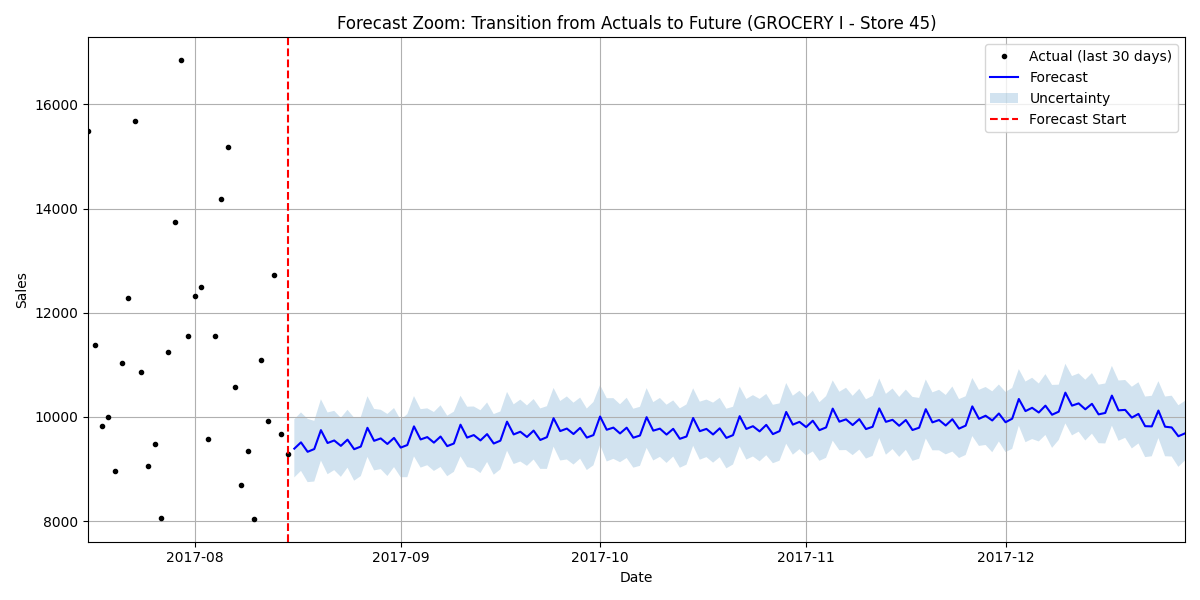 Forecast Zoom: Transition from Actuals to Future (GROCERY I - Store 45)
Actual (last 30 days)
Forecast
Uncertainty
Forecast Start
Sales
16000
14000
12000
10000
8000
2017-08
2017-09
2017-10
2017-11
2017-12
Date